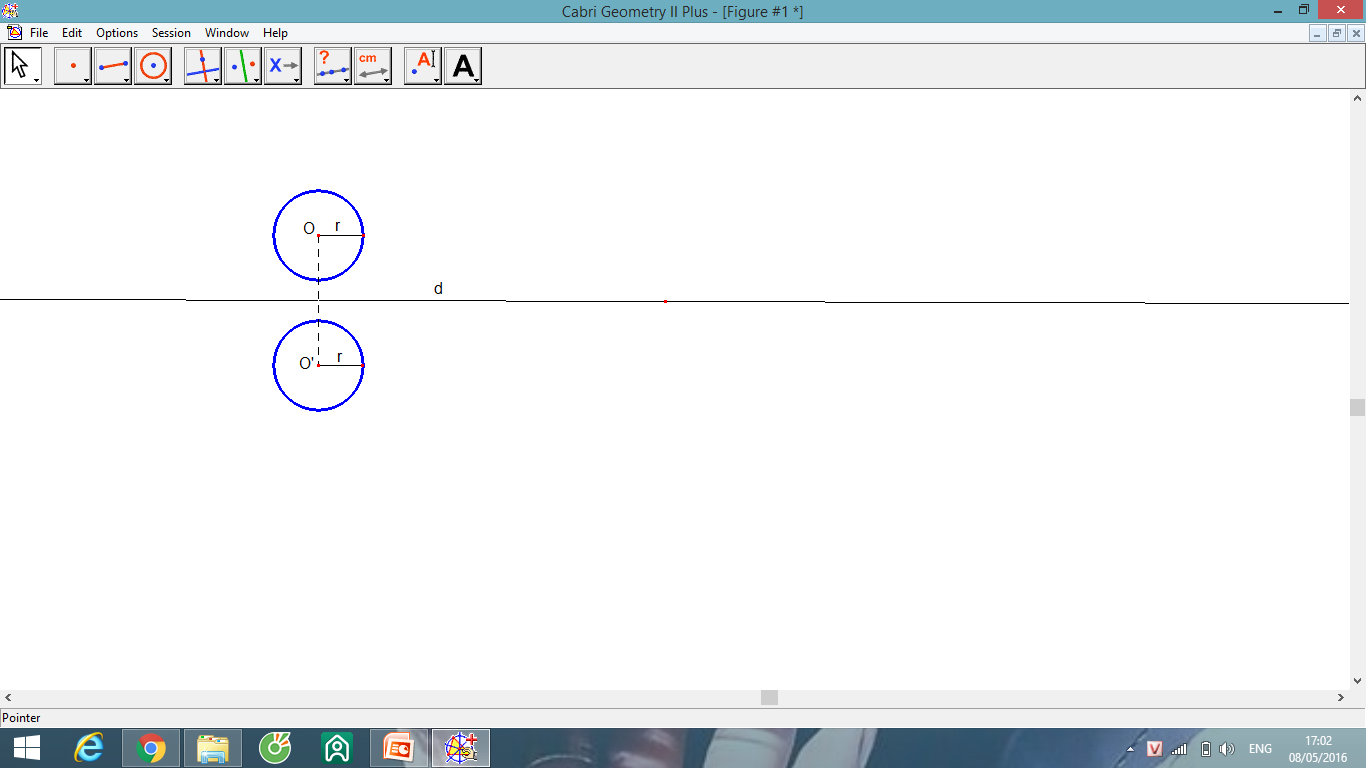 Cabri Geometry II Plus - [Figure #1 *]
File Edit Options Session Window Help
X
?
cm
A
A
O r
d
O' r
Pointer
V
ENG
17:02
08/05/2016